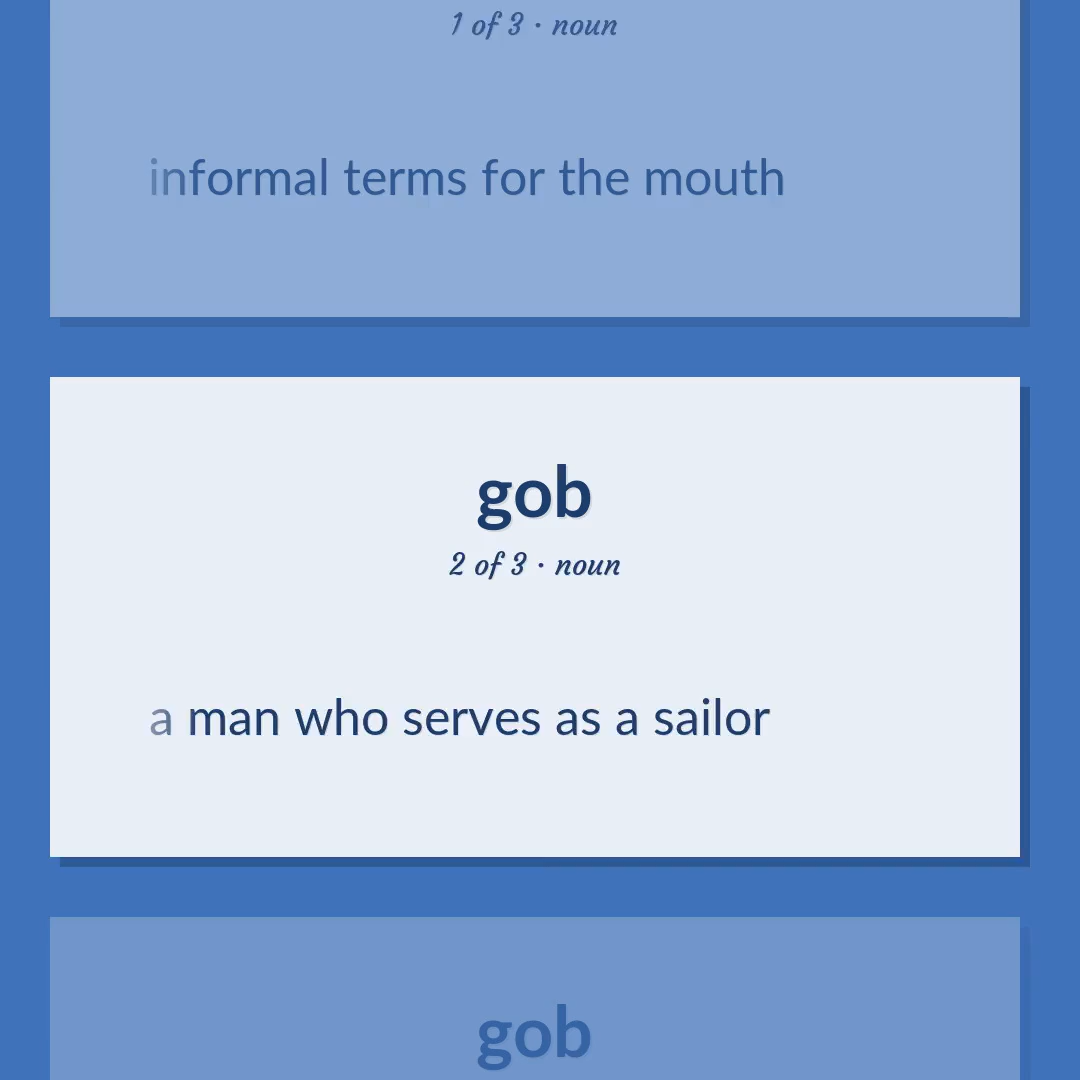 1 of 3 · noun
informal terms for the mouth
gob
2 of 3 · noun
a man who serves as a sailor
gob